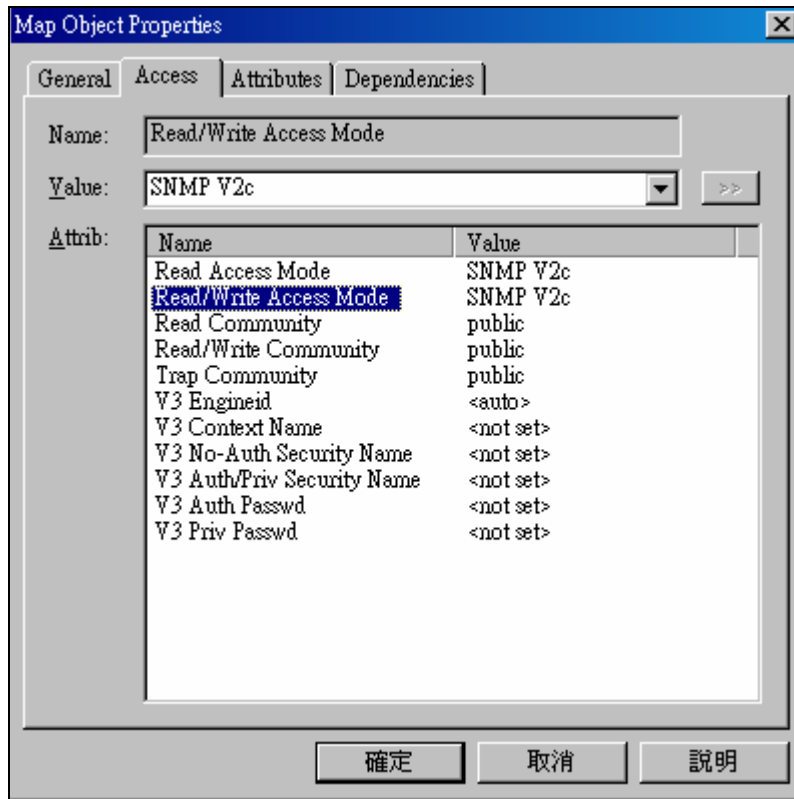 Map Object Properties
General Access Attributes Dependencies
Name: Read/Write Access Mode
Value: SNMP V2c >>
Attrib: Name Value
Read Access Mode SNMP V2c
Read/Write Access Mode SNMP V2c
Read Community public
Read/Write Community public
Trap Community public
V3 Engineid <auto>
V3 Context Name <not set>
V3 No-Auth Security Name <not set>
V3 Auth/Priv Security Name <not set>
V3 Auth Passwd <not set>
V3 Priv Passwd <not set>
確定 取消 說明